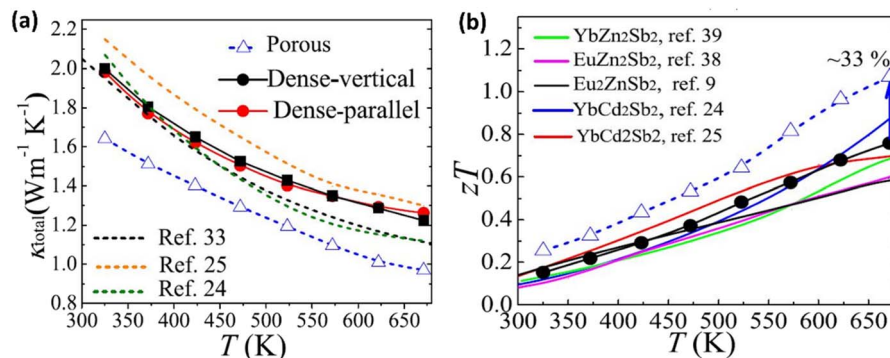 (a)
κtotal(Wm⁻¹ K⁻¹)
2.2
2.0
1.8
1.6
1.4
1.2
1.0
0.8
Porous
Dense-vertical
Dense-parallel
Ref. 33
Ref. 25
Ref. 24
300 350 400 450 500 550 600 650
T (K)
(b)
zT
1.2
1.0
0.8
0.6
0.4
0.2
0.0
YbZn₂Sb₂, ref. 39
EuZn₂Sb₂, ref. 38
Eu₂ZnSb₂, ref. 9
YbCd₂Sb₂, ref. 24
YbCd2Sb2, ref. 25
~33 %
300 350 400 450 500 550 600 650
T (K)